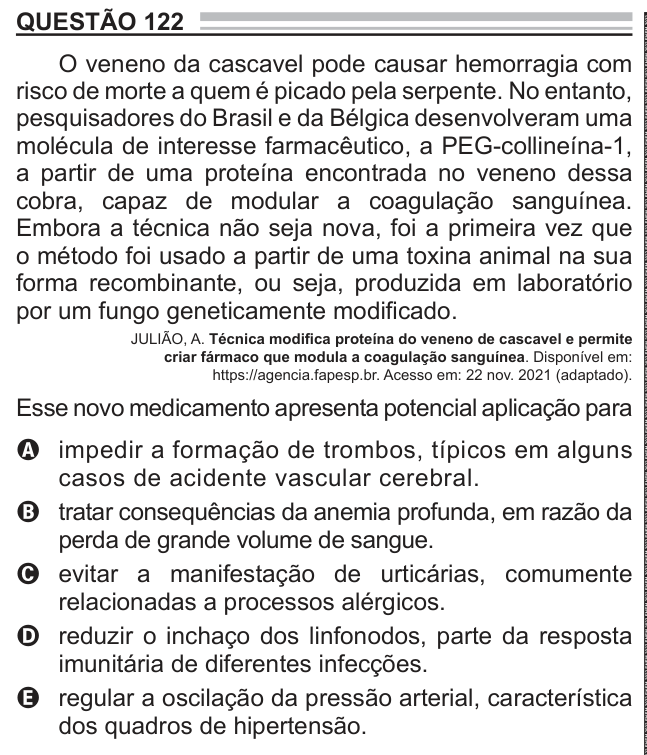 QUESTÃO 122
O veneno da cascavel pode causar hemorragia com
risco de morte a quem é picado pela serpente. No entanto,
pesquisadores do Brasil e da Bélgica desenvolveram uma
molécula de interesse farmacêutico, a PEG-collineína-1,
a partir de uma proteína encontrada no veneno dessa
cobra, capaz de modular a coagulação sanguínea.
Embora a técnica não seja nova, foi a primeira vez que
o método foi usado a partir de uma toxina animal na sua
forma recombinante, ou seja, produzida em laboratório
por um fungo geneticamente modificado.
JULIÃO, A. Técnica modifica proteína do veneno de cascavel e permite
criar fármaco que modula a coagulação sanguínea. Disponível em:
https://agencia.fapesp.br. Acesso em: 22 nov. 2021 (adaptado).
Esse novo medicamento apresenta potencial aplicação para
A impedir a formação de trombos, típicos em alguns
casos de acidente vascular cerebral.
B tratar consequências da anemia profunda, em razão da
perda de grande volume de sangue.
C evitar a manifestação de urticárias, comumente
relacionadas a processos alérgicos.
D reduzir o inchaço dos linfonodos, parte da resposta
imunitária de diferentes infecções.
E regular a oscilação da pressão arterial, característica
dos quadros de hipertensão.